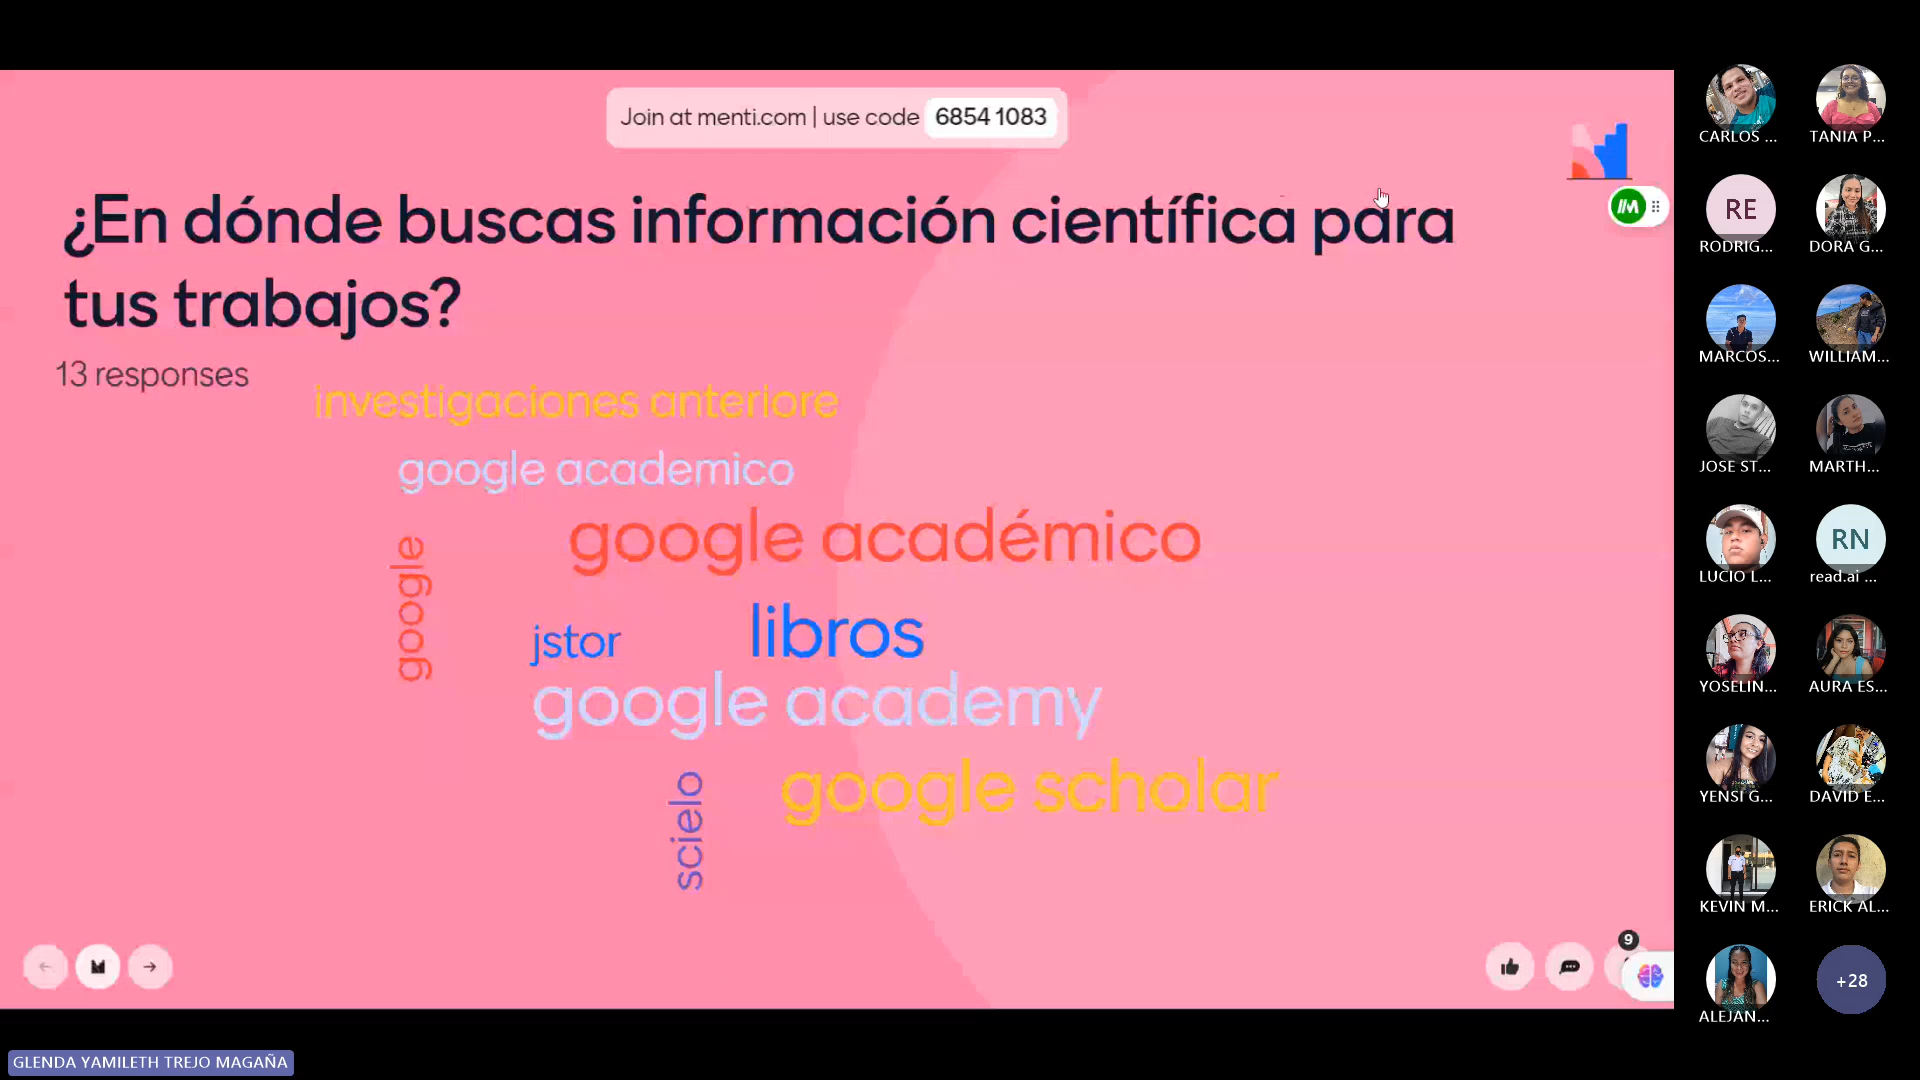 Join at menti.com | use code 6854 1083
¿En dónde buscas información científica para
tus trabajos?
13 responses
investigaciones anteriore
google academico
google académico
google
jstor
libros
google academy
scielo
google scholar
9
GLENDA YAMILETH TREJO MAGAÑA
CARLOS ...
TANIA P...
RE
RODRIG...
DORA G...
MARCOS...
WILLIAM...
JOSE ST...
MARTH...
LUCIO L...
RN
read.ai ...
YOSELIN...
AURA ES...
YENSI G...
DAVID E...
KEVIN M...
ERICK AL...
ALEJAN...
+28